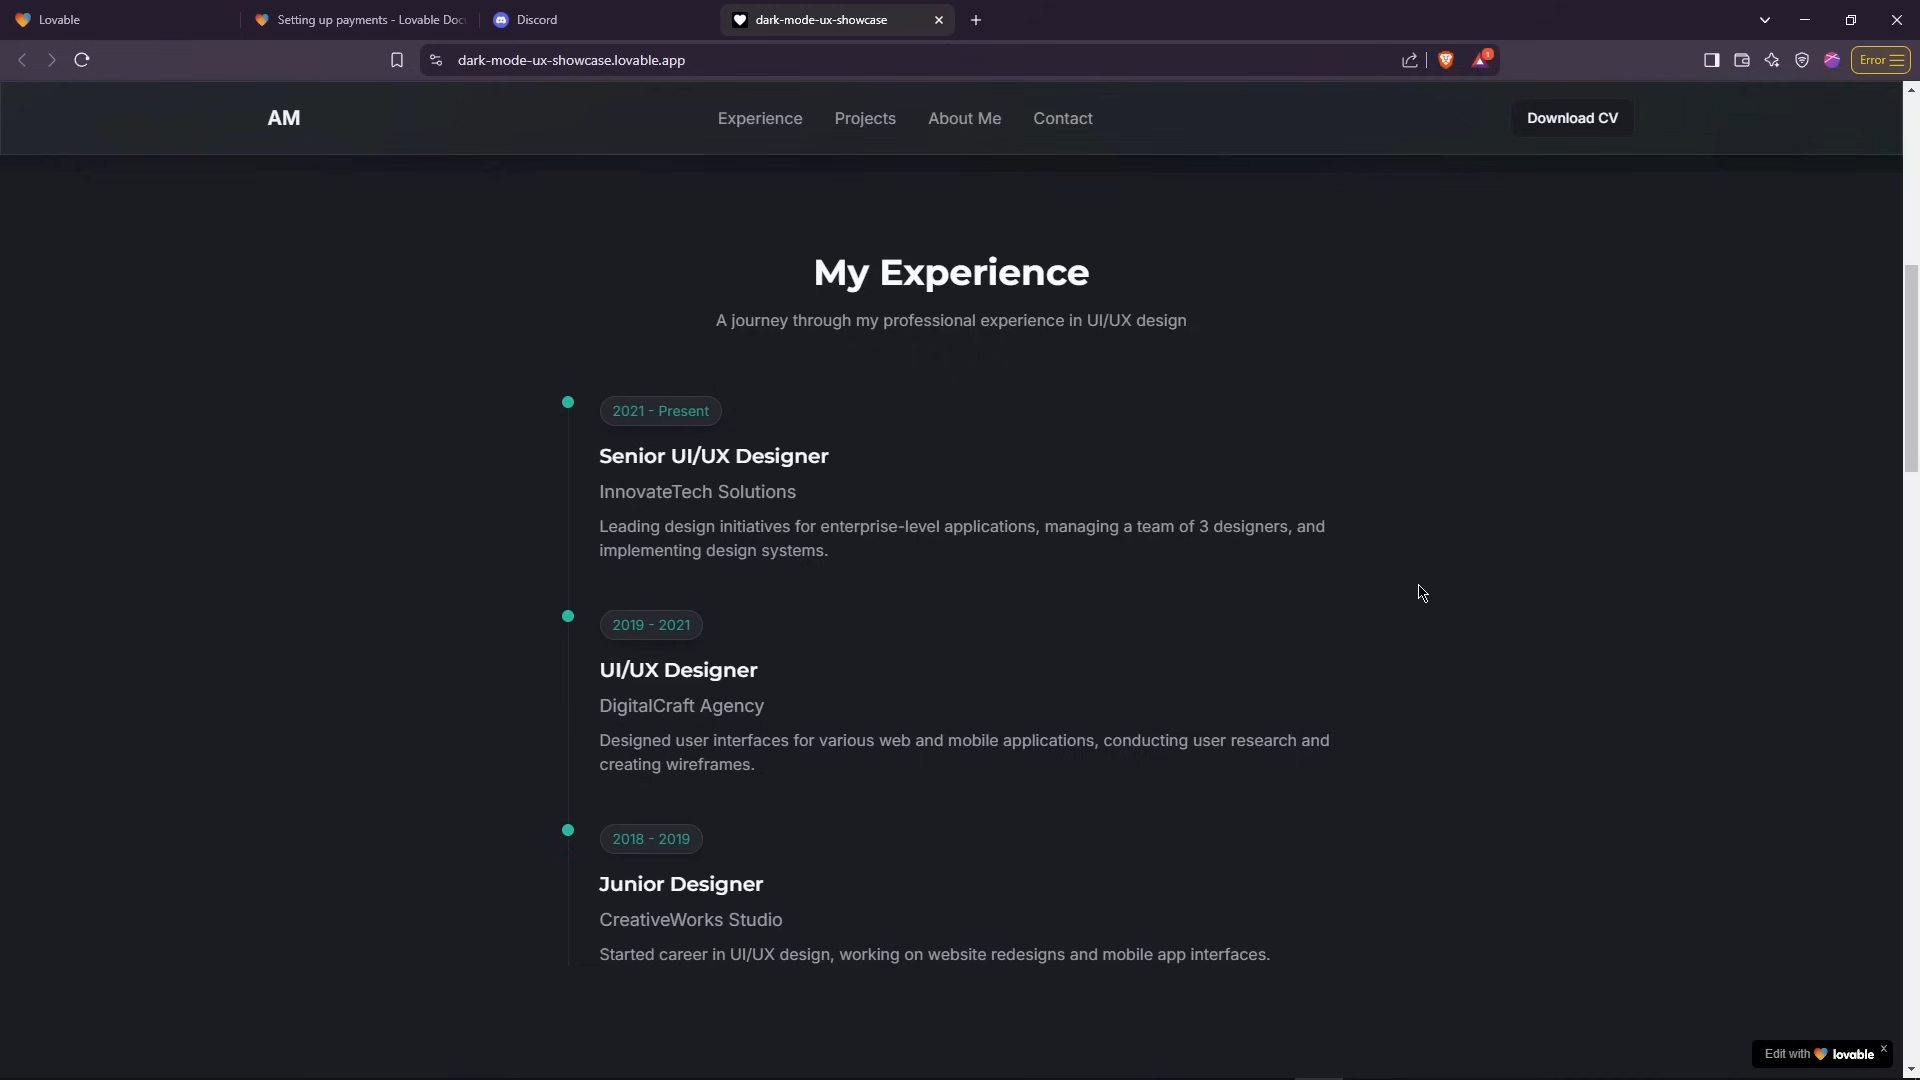 Lovable
Setting up payments - Lovable Doc
Discord
dark-mode-ux-showcase
dark-mode-ux-showcase.lovable.app
1
Error
AM
Experience
Projects
About Me
Contact
Download CV
My Experience
A journey through my professional experience in UI/UX design
2021 - Present
Senior UI/UX Designer
InnovateTech Solutions
Leading design initiatives for enterprise-level applications, managing a team of 3 designers, and
implementing design systems.
2019 - 2021
UI/UX Designer
DigitalCraft Agency
Designed user interfaces for various web and mobile applications, conducting user research and
creating wireframes.
2018 - 2019
Junior Designer
CreativeWorks Studio
Started career in UI/UX design, working on website redesigns and mobile app interfaces.
Edit with lovable